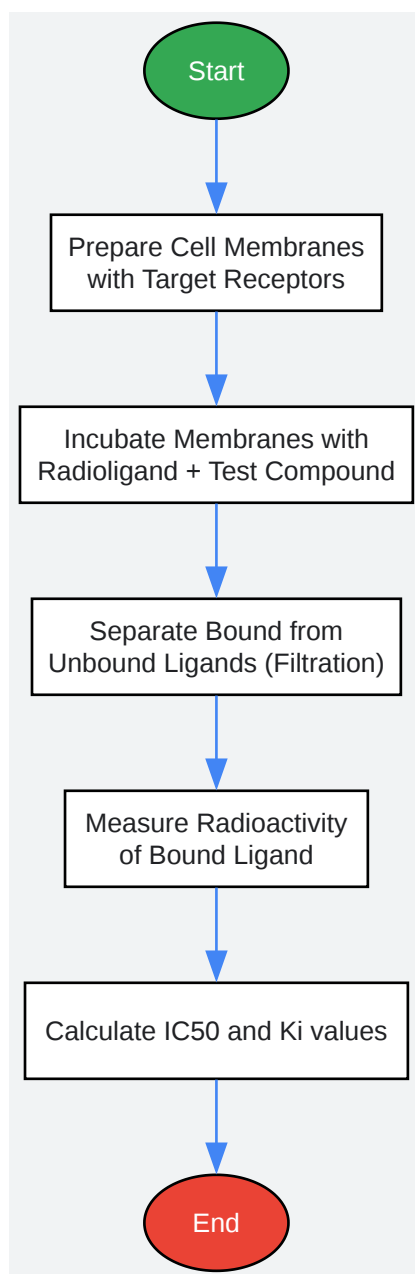 Start
Prepare Cell Membranes
with Target Receptors
Incubate Membranes with
Radioligand + Test Compound
Separate Bound from
Unbound Ligands (Filtration)
Measure Radioactivity
of Bound Ligand
Calculate IC50 and Ki values
End